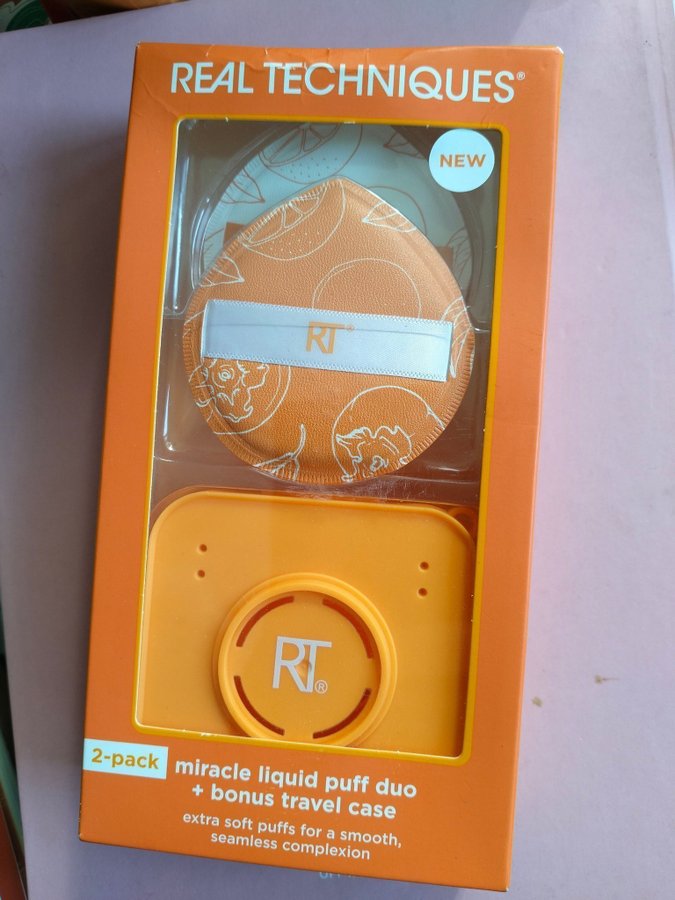 REAL TECHNIQUES®
NEW
RT®
RT®
2-pack
miracle liquid puff duo
+ bonus travel case
extra soft puffs for a smooth,
seamless complexion